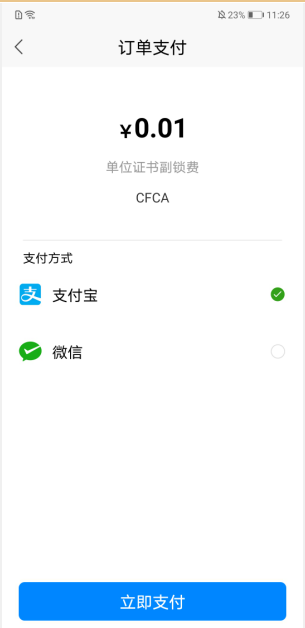 23% 11:26
订单支付
¥0.01
单位证书副锁费
CFCA
支付方式
支付宝
微信
立即支付